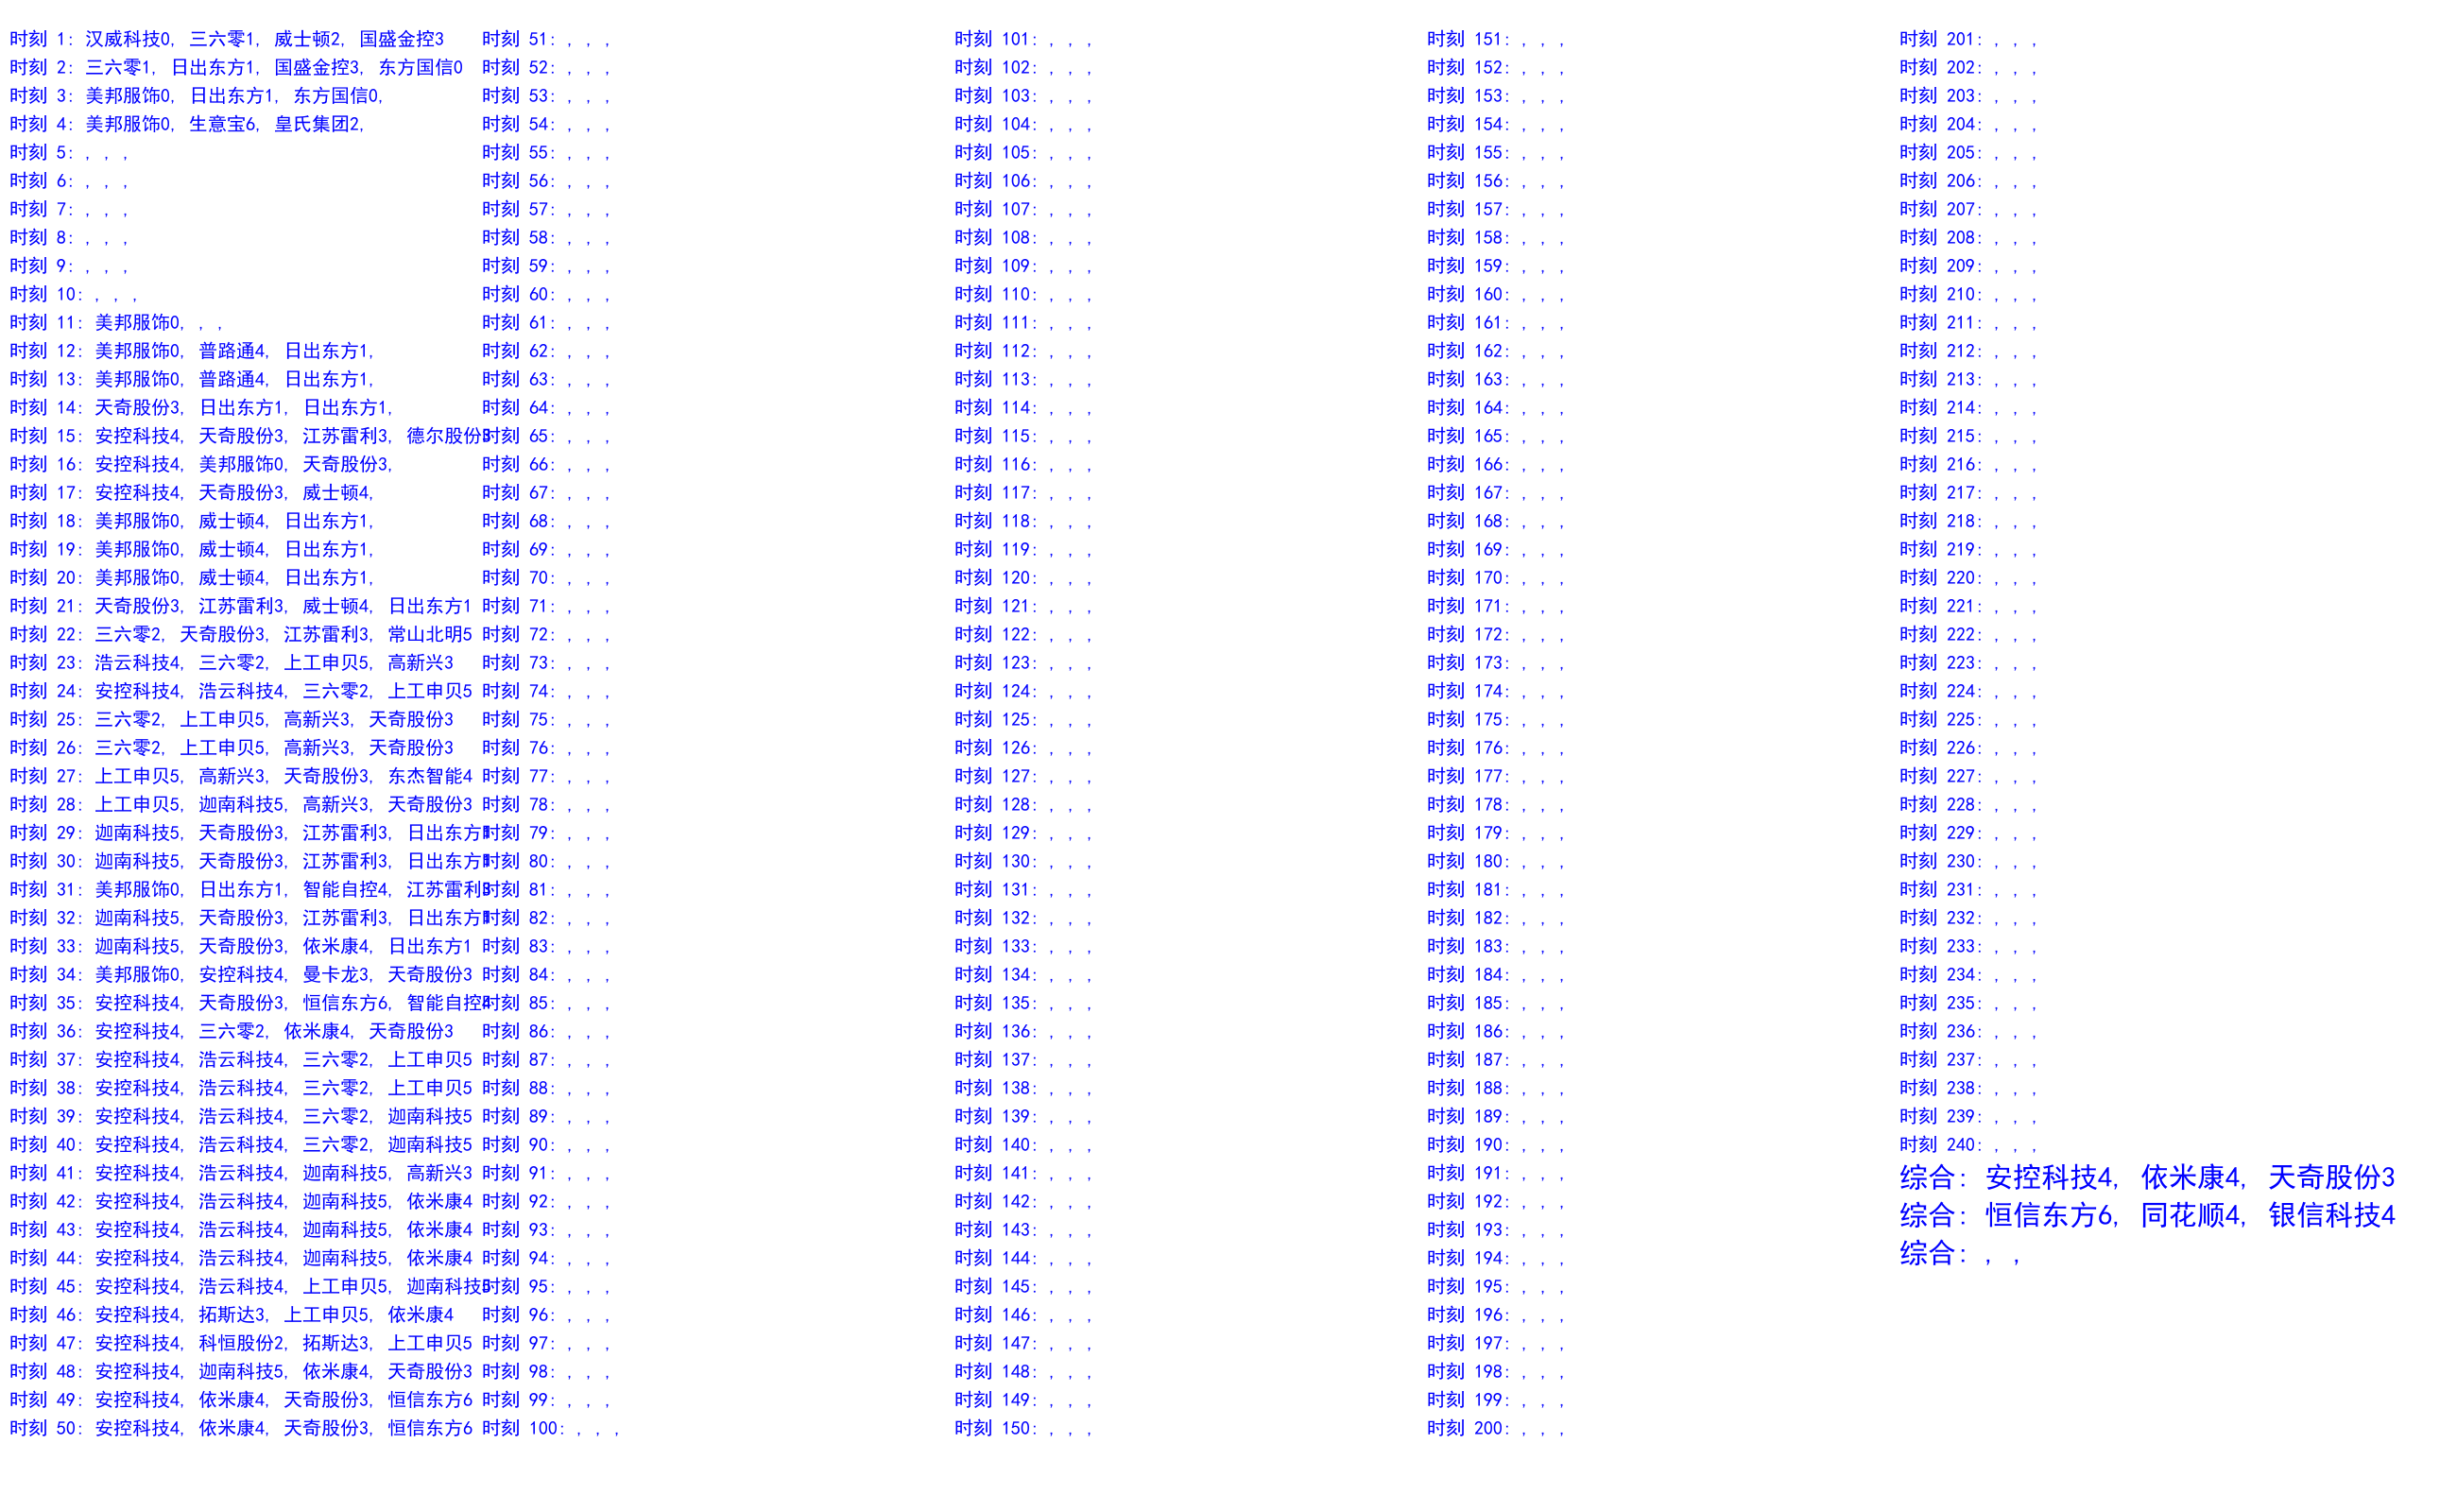 时刻 1: 汉威科技0, 三六零1, 威士顿2, 国盛金控3
时刻 2: 三六零1, 日出东方1, 国盛金控3, 东方国信0
时刻 3: 美邦服饰0, 日出东方1, 东方国信0,
时刻 4: 美邦服饰0, 生意宝6, 皇氏集团2,
时刻 5: , , ,
时刻 6: , , ,
时刻 7: , , ,
时刻 8: , , ,
时刻 9: , , ,
时刻 10: , , ,
时刻 11: 美邦服饰0, , ,
时刻 12: 美邦服饰0, 普路通4, 日出东方1,
时刻 13: 美邦服饰0, 普路通4, 日出东方1,
时刻 14: 天奇股份3, 日出东方1, 日出东方1,
时刻 15: 安控科技4, 天奇股份3, 江苏雷利3, 德尔股份3
时刻 16: 安控科技4, 美邦服饰0, 天奇股份3,
时刻 17: 安控科技4, 天奇股份3, 威士顿4,
时刻 18: 美邦服饰0, 威士顿4, 日出东方1,
时刻 19: 美邦服饰0, 威士顿4, 日出东方1,
时刻 20: 美邦服饰0, 威士顿4, 日出东方1,
时刻 21: 天奇股份3, 江苏雷利3, 威士顿4, 日出东方1
时刻 22: 三六零2, 天奇股份3, 江苏雷利3, 常山北明5
时刻 23: 浩云科技4, 三六零2, 上工申贝5, 高新兴3
时刻 24: 安控科技4, 浩云科技4, 三六零2, 上工申贝5
时刻 25: 三六零2, 上工申贝5, 高新兴3, 天奇股份3
时刻 26: 三六零2, 上工申贝5, 高新兴3, 天奇股份3
时刻 27: 上工申贝5, 高新兴3, 天奇股份3, 东杰智能4
时刻 28: 上工申贝5, 迦南科技5, 高新兴3, 天奇股份3
时刻 29: 迦南科技5, 天奇股份3, 江苏雷利3, 日出东方1
时刻 30: 迦南科技5, 天奇股份3, 江苏雷利3, 日出东方1
时刻 31: 美邦服饰0, 日出东方1, 智能自控4, 江苏雷利3
时刻 32: 迦南科技5, 天奇股份3, 江苏雷利3, 日出东方1
时刻 33: 迦南科技5, 天奇股份3, 依米康4, 日出东方1
时刻 34: 美邦服饰0, 安控科技4, 曼卡龙3, 天奇股份3
时刻 35: 安控科技4, 天奇股份3, 恒信东方6, 智能自控4
时刻 36: 安控科技4, 三六零2, 依米康4, 天奇股份3
时刻 37: 安控科技4, 浩云科技4, 三六零2, 上工申贝5
时刻 38: 安控科技4, 浩云科技4, 三六零2, 上工申贝5
时刻 39: 安控科技4, 浩云科技4, 三六零2, 迦南科技5
时刻 40: 安控科技4, 浩云科技4, 三六零2, 迦南科技5
时刻 41: 安控科技4, 浩云科技4, 迦南科技5, 高新兴3
时刻 42: 安控科技4, 浩云科技4, 迦南科技5, 依米康4
时刻 43: 安控科技4, 浩云科技4, 迦南科技5, 依米康4
时刻 44: 安控科技4, 浩云科技4, 迦南科技5, 依米康4
时刻 45: 安控科技4, 浩云科技4, 上工申贝5, 迦南科技5
时刻 46: 安控科技4, 拓斯达3, 上工申贝5, 依米康4
时刻 47: 安控科技4, 科恒股份2, 拓斯达3, 上工申贝5
时刻 48: 安控科技4, 迦南科技5, 依米康4, 天奇股份3
时刻 49: 安控科技4, 依米康4, 天奇股份3, 恒信东方6
时刻 50: 安控科技4, 依米康4, 天奇股份3, 恒信东方6
时刻 51: , , ,
时刻 52: , , ,
时刻 53: , , ,
时刻 54: , , ,
时刻 55: , , ,
时刻 56: , , ,
时刻 57: , , ,
时刻 58: , , ,
时刻 59: , , ,
时刻 60: , , ,
时刻 61: , , ,
时刻 62: , , ,
时刻 63: , , ,
时刻 64: , , ,
时刻 65: , , ,
时刻 66: , , ,
时刻 67: , , ,
时刻 68: , , ,
时刻 69: , , ,
时刻 70: , , ,
时刻 71: , , ,
时刻 72: , , ,
时刻 73: , , ,
时刻 74: , , ,
时刻 75: , , ,
时刻 76: , , ,
时刻 77: , , ,
时刻 78: , , ,
时刻 79: , , ,
时刻 80: , , ,
时刻 81: , , ,
时刻 82: , , ,
时刻 83: , , ,
时刻 84: , , ,
时刻 85: , , ,
时刻 86: , , ,
时刻 87: , , ,
时刻 88: , , ,
时刻 89: , , ,
时刻 90: , , ,
时刻 91: , , ,
时刻 92: , , ,
时刻 93: , , ,
时刻 94: , , ,
时刻 95: , , ,
时刻 96: , , ,
时刻 97: , , ,
时刻 98: , , ,
时刻 99: , , ,
时刻 100: , , ,
时刻 101: , , ,
时刻 102: , , ,
时刻 103: , , ,
时刻 104: , , ,
时刻 105: , , ,
时刻 106: , , ,
时刻 107: , , ,
时刻 108: , , ,
时刻 109: , , ,
时刻 110: , , ,
时刻 111: , , ,
时刻 112: , , ,
时刻 113: , , ,
时刻 114: , , ,
时刻 115: , , ,
时刻 116: , , ,
时刻 117: , , ,
时刻 118: , , ,
时刻 119: , , ,
时刻 120: , , ,
时刻 121: , , ,
时刻 122: , , ,
时刻 123: , , ,
时刻 124: , , ,
时刻 125: , , ,
时刻 126: , , ,
时刻 127: , , ,
时刻 128: , , ,
时刻 129: , , ,
时刻 130: , , ,
时刻 131: , , ,
时刻 132: , , ,
时刻 133: , , ,
时刻 134: , , ,
时刻 135: , , ,
时刻 136: , , ,
时刻 137: , , ,
时刻 138: , , ,
时刻 139: , , ,
时刻 140: , , ,
时刻 141: , , ,
时刻 142: , , ,
时刻 143: , , ,
时刻 144: , , ,
时刻 145: , , ,
时刻 146: , , ,
时刻 147: , , ,
时刻 148: , , ,
时刻 149: , , ,
时刻 150: , , ,
时刻 151: , , ,
时刻 152: , , ,
时刻 153: , , ,
时刻 154: , , ,
时刻 155: , , ,
时刻 156: , , ,
时刻 157: , , ,
时刻 158: , , ,
时刻 159: , , ,
时刻 160: , , ,
时刻 161: , , ,
时刻 162: , , ,
时刻 163: , , ,
时刻 164: , , ,
时刻 165: , , ,
时刻 166: , , ,
时刻 167: , , ,
时刻 168: , , ,
时刻 169: , , ,
时刻 170: , , ,
时刻 171: , , ,
时刻 172: , , ,
时刻 173: , , ,
时刻 174: , , ,
时刻 175: , , ,
时刻 176: , , ,
时刻 177: , , ,
时刻 178: , , ,
时刻 179: , , ,
时刻 180: , , ,
时刻 181: , , ,
时刻 182: , , ,
时刻 183: , , ,
时刻 184: , , ,
时刻 185: , , ,
时刻 186: , , ,
时刻 187: , , ,
时刻 188: , , ,
时刻 189: , , ,
时刻 190: , , ,
时刻 191: , , ,
时刻 192: , , ,
时刻 193: , , ,
时刻 194: , , ,
时刻 195: , , ,
时刻 196: , , ,
时刻 197: , , ,
时刻 198: , , ,
时刻 199: , , ,
时刻 200: , , ,
时刻 201: , , ,
时刻 202: , , ,
时刻 203: , , ,
时刻 204: , , ,
时刻 205: , , ,
时刻 206: , , ,
时刻 207: , , ,
时刻 208: , , ,
时刻 209: , , ,
时刻 210: , , ,
时刻 211: , , ,
时刻 212: , , ,
时刻 213: , , ,
时刻 214: , , ,
时刻 215: , , ,
时刻 216: , , ,
时刻 217: , , ,
时刻 218: , , ,
时刻 219: , , ,
时刻 220: , , ,
时刻 221: , , ,
时刻 222: , , ,
时刻 223: , , ,
时刻 224: , , ,
时刻 225: , , ,
时刻 226: , , ,
时刻 227: , , ,
时刻 228: , , ,
时刻 229: , , ,
时刻 230: , , ,
时刻 231: , , ,
时刻 232: , , ,
时刻 233: , , ,
时刻 234: , , ,
时刻 235: , , ,
时刻 236: , , ,
时刻 237: , , ,
时刻 238: , , ,
时刻 239: , , ,
时刻 240: , , ,
综合: 安控科技4, 依米康4, 天奇股份3
综合: 恒信东方6, 同花顺4, 银信科技4
综合: , ,